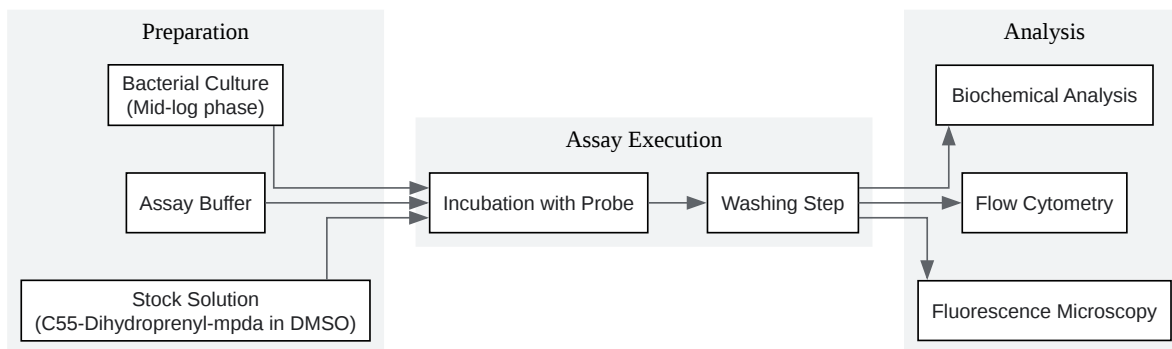 Preparation
Bacterial Culture
(Mid-log phase)
Assay Buffer
Stock Solution
(C55-Dihydroprenyl-mpda in DMSO)
Assay Execution
Incubation with Probe
Washing Step
Analysis
Biochemical Analysis
Flow Cytometry
Fluorescence Microscopy